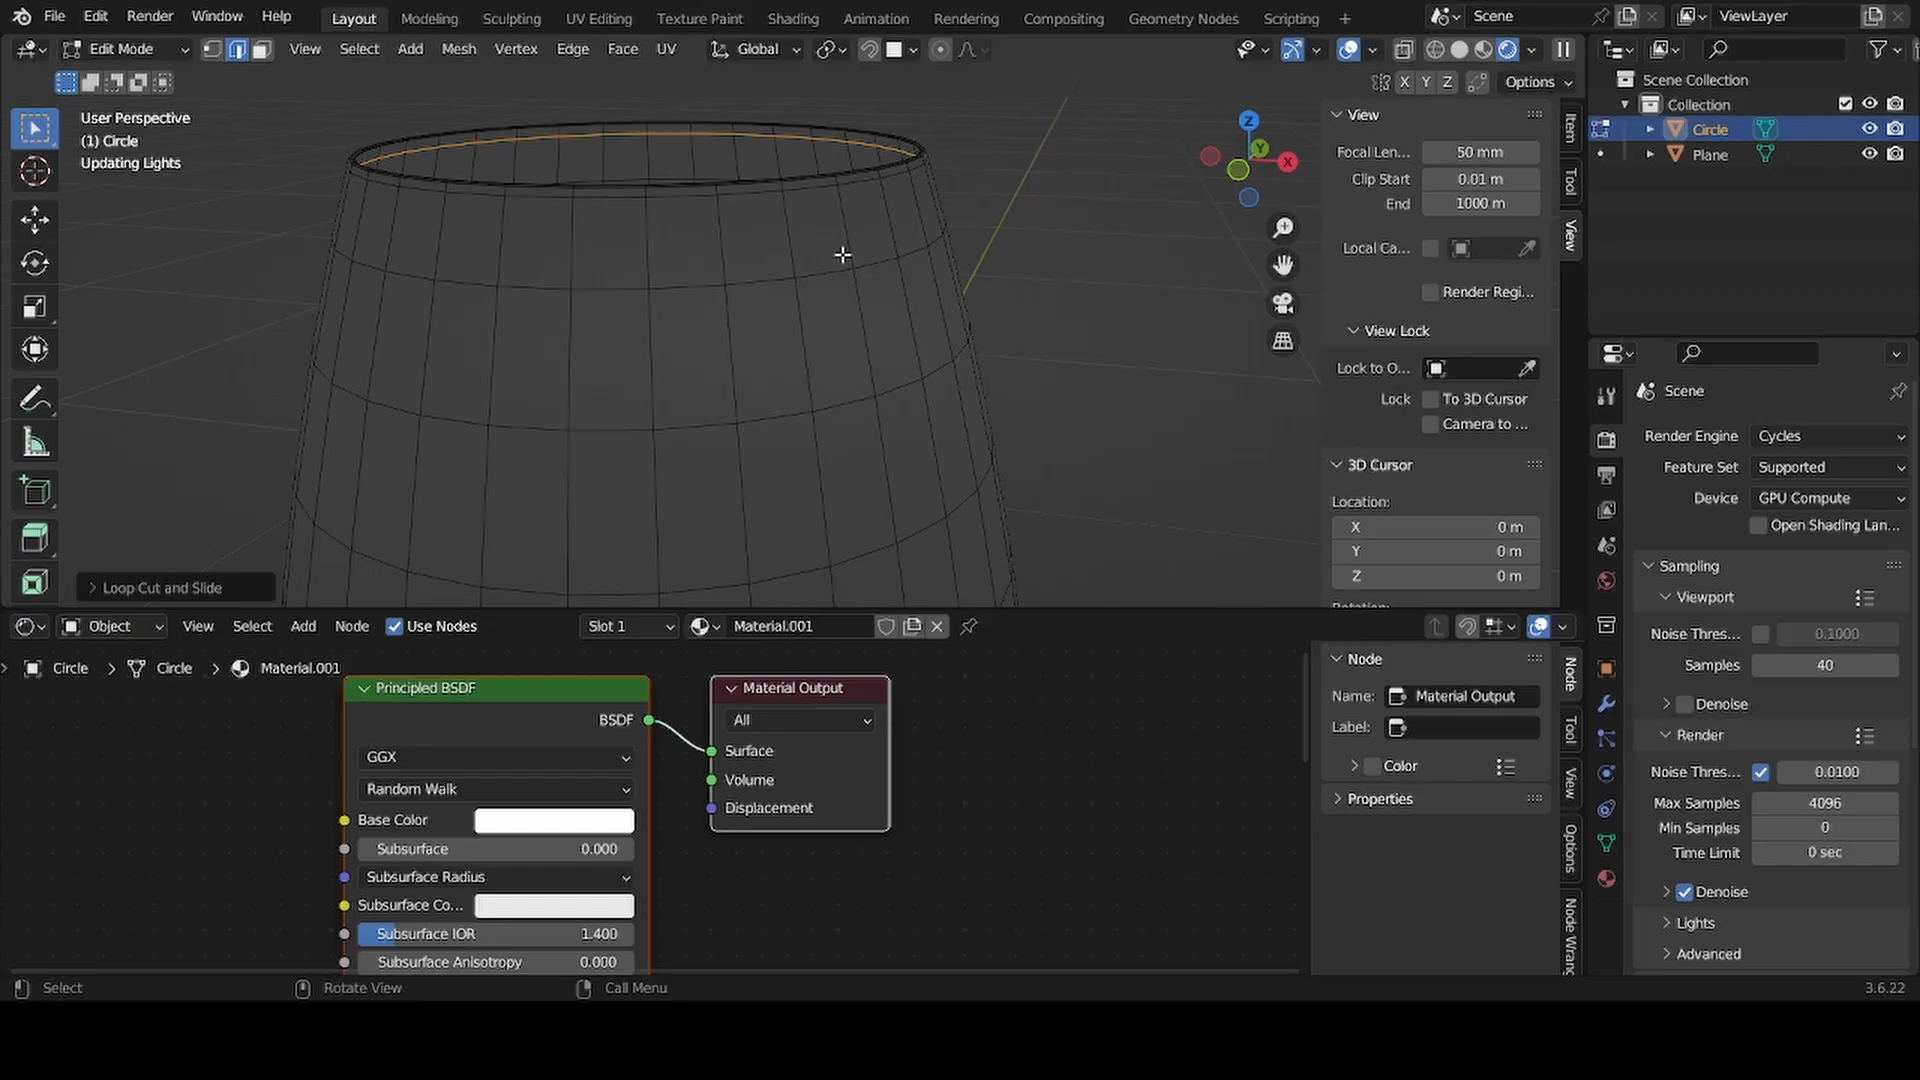 File Edit Render Window Help Layout Modeling Sculpting UV Editing Texture Paint Shading Animation Rendering Compositing Geometry Nodes Scripting + Scene ViewLayer
Edit Mode View Select Add Mesh Vertex Edge Face UV Global
X Y Z Options
User Perspective
(1) Circle
Updating Lights
Z
Y
X
Loop Cut and Slide
View
Focal Len... 50 mm
Clip Start 0.01 m
End 1000 m
Local Ca...
Render Regi...
View Lock
Lock to O...
Lock To 3D Cursor
Camera to ...
3D Cursor
Location:
X 0 m
Y 0 m
Z 0 m
Item
Tool
View
Scene Collection
Collection
Circle
Plane
Scene
Render Engine Cycles
Feature Set Supported
Device GPU Compute
Open Shading Lan...
Sampling
Viewport
Noise Thres... 0.1000
Samples 40
Denoise
Render
Noise Thres... 0.0100
Max Samples 4096
Min Samples 0
Time Limit 0 sec
Denoise
Lights
Advanced
Object View Select Add Node Use Nodes Slot 1 Material.001
Circle > Circle > Material.001
Principled BSDF
BSDF
GGX
Random Walk
Base Color
Subsurface 0.000
Subsurface Radius
Subsurface Co...
Subsurface IOR 1.400
Subsurface Anisotropy 0.000
Material Output
All
Surface
Volume
Displacement
Node
Name: Material Output
Label:
Color
Properties
Node
Tool
View
Options
Node Wrang
Select Rotate View Call Menu 3.6.22